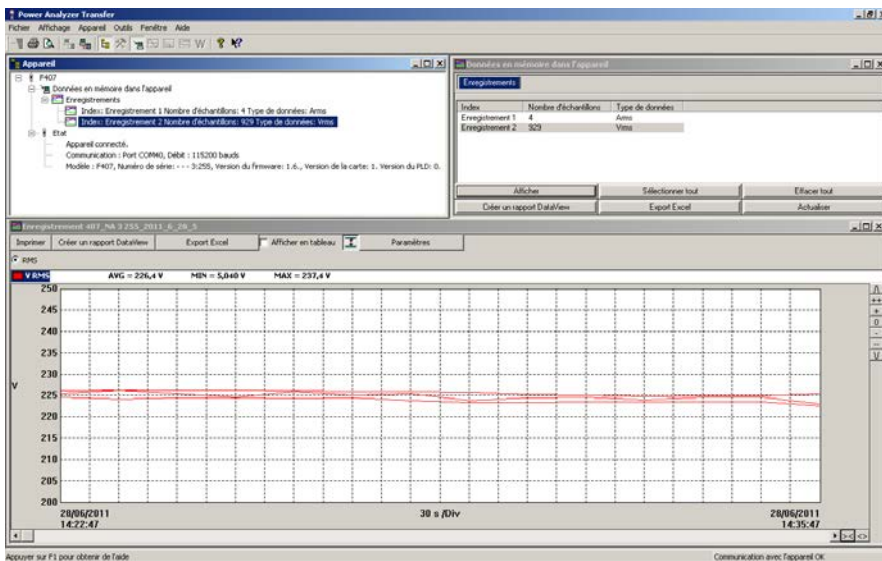 Power Analyzer Transfer
Fichier Affichage Appareil Outils Fenêtre Aide
Appareil
F407
Données en mémoire dans l'appareil
Enregistrements
Index: Enregistrement 1 Nombre d'échantillons: 4 Type de données: Arms
Index: Enregistrement 2 Nombre d'échantillons: 929 Type de données: Vrms
Etat
Appareil connecté.
Communication : Port COM40, Débit : 115200 bauds
Modèle : F407, Numéro de série: - - - 3:255, Version du firmware: 1.6., Version de la carte: 1. Version du PLD: 0.
Données en mémoire dans l'appareil
Enregistrements
Index Nombre d'échantillons Type de données
Enregistrement 1 4 Arms
Enregistrement 2 929 Vrms
Afficher Sélectionner tout Effacer tout
Créer un rapport DataView Export Excel Actualiser
Enregistrement 407_NA 3 255_2011_6_28_5
Imprimer Créer un rapport DataView Export Excel Afficher en tableau Paramètres
RMS
V RMS AVG = 226,4 V MIN = 5,040 V MAX = 237,4 V
250
245
240
235
230
V
225
220
215
210
205
200
28/06/2011 30 s/Div 28/06/2011
14:22:47 14:35:47
Appuyer sur F1 pour obtenir de l'aide Communication avec l'appareil OK